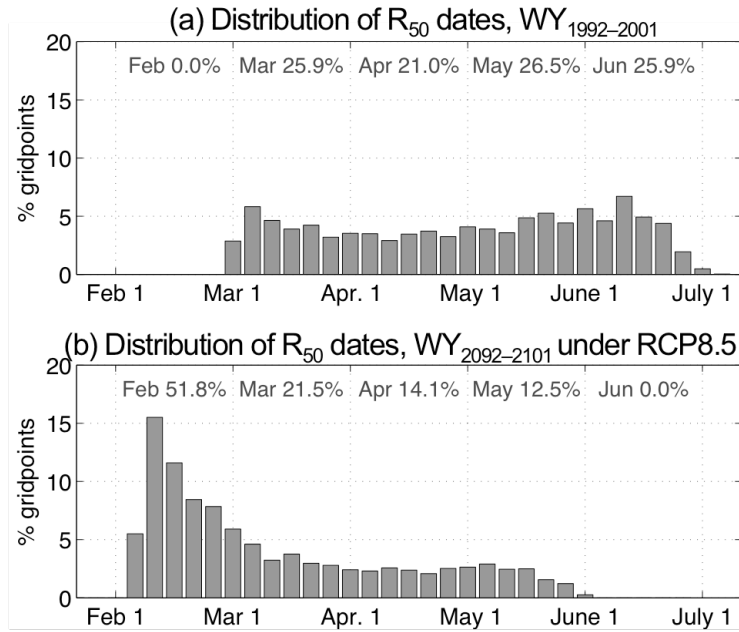 (a) Distribution of R50 dates, WY1992–2001
20
Feb 0.0% Mar 25.9% Apr 21.0% May 26.5% Jun 25.9%
15
10
5
0
% gridpoints
Feb 1 Mar 1 Apr. 1 May 1 June 1 July 1
(b) Distribution of R50 dates, WY2092–2101 under RCP8.5
20
Feb 51.8% Mar 21.5% Apr 14.1% May 12.5% Jun 0.0%
15
10
5
0
% gridpoints
Feb 1 Mar 1 Apr. 1 May 1 June 1 July 1